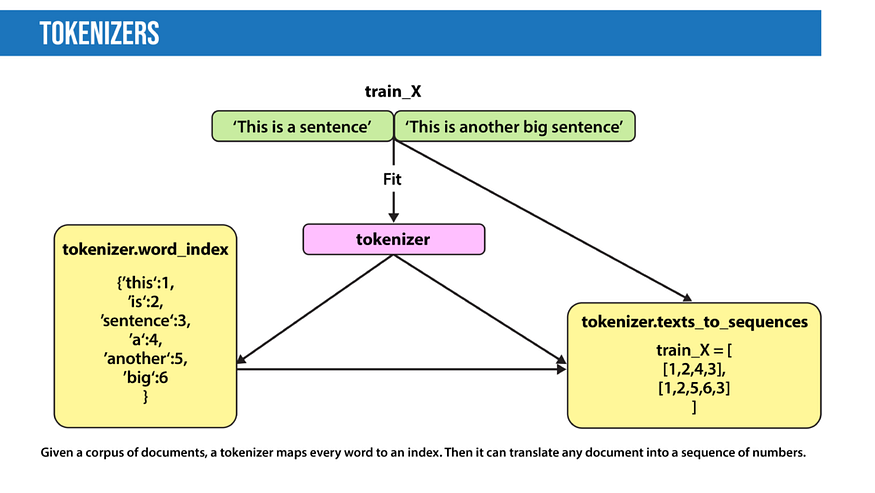 TOKENIZERS
train_X
‘This is a sentence’
‘This is another big sentence’
Fit
tokenizer
tokenizer.word_index
{’this‘:1,
’is‘:2,
’sentence‘:3,
’a‘:4,
’another‘:5,
’big‘:6
}
tokenizer.texts_to_sequences
train_X = [
[1,2,4,3],
[1,2,5,6,3]
]
Given a corpus of documents, a tokenizer maps every word to an index. Then it can translate any document into a sequence of numbers.